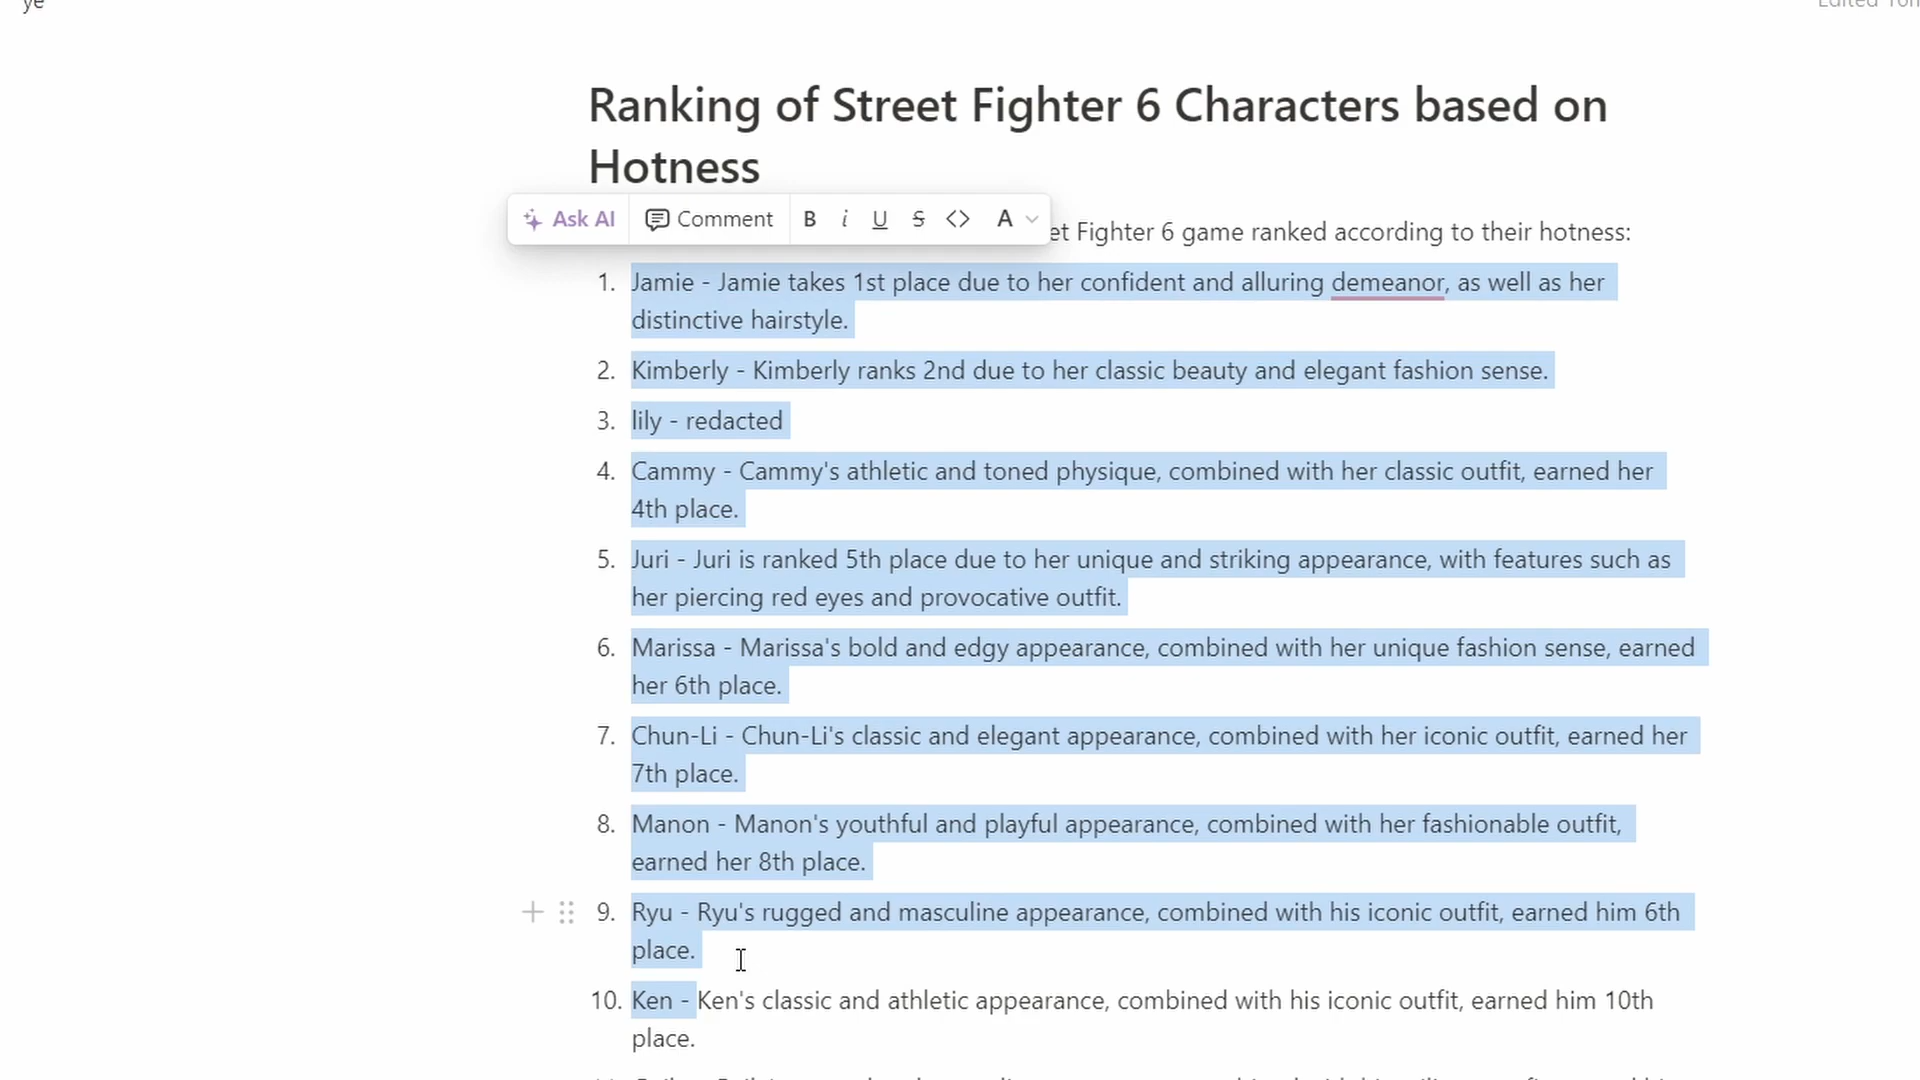 ye
Edited Tom
Ranking of Street Fighter 6 Characters based on
Hotness
Ask AI Comment B i U S <> A
et Fighter 6 game ranked according to their hotness:
1. Jamie - Jamie takes 1st place due to her confident and alluring demeanor, as well as her
distinctive hairstyle.
2. Kimberly - Kimberly ranks 2nd due to her classic beauty and elegant fashion sense.
3. lily - redacted
4. Cammy - Cammy's athletic and toned physique, combined with her classic outfit, earned her
4th place.
5. Juri - Juri is ranked 5th place due to her unique and striking appearance, with features such as
her piercing red eyes and provocative outfit.
6. Marissa - Marissa's bold and edgy appearance, combined with her unique fashion sense, earned
her 6th place.
7. Chun-Li - Chun-Li's classic and elegant appearance, combined with her iconic outfit, earned her
7th place.
8. Manon - Manon's youthful and playful appearance, combined with her fashionable outfit,
earned her 8th place.
9. Ryu - Ryu's rugged and masculine appearance, combined with his iconic outfit, earned him 6th
place.
10. Ken - Ken's classic and athletic appearance, combined with his iconic outfit, earned him 10th
place.